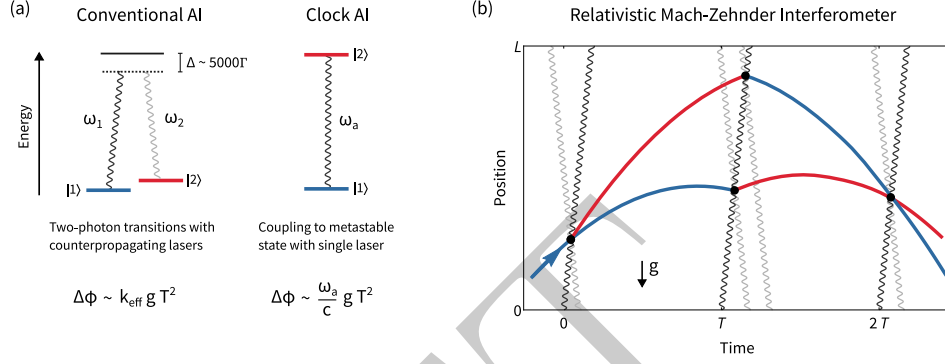 (a)
Conventional AI
Clock AI
Energy
Δ ~ 5000Γ
ω₁
ω₂
|1⟩
|2⟩
|2⟩
ωₐ
|1⟩
Two-photon transitions with
counterpropagating lasers
Coupling to metastable
state with single laser
Δϕ ~ k_eff g T²
Δϕ ~ ωₐ/c g T²
(b)
Relativistic Mach-Zehnder Interferometer
L
Position
0
g
0
T
2T
Time